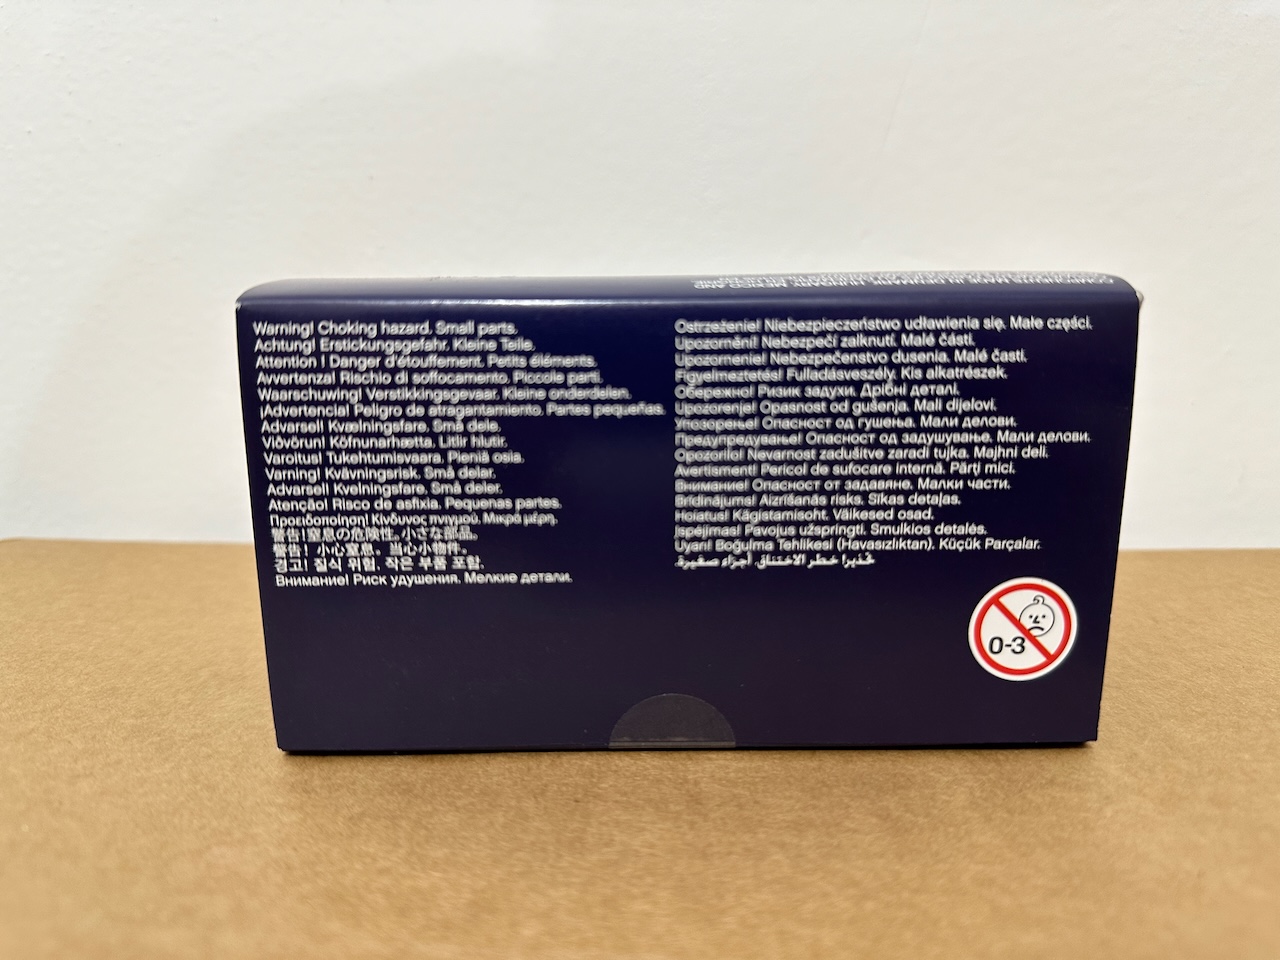 COMPONENTS MADE IN DENMARK, HUNGARY, MEXICO AND
Warning! Choking hazard. Small parts.
Achtung! Erstickungsgefahr. Kleine Teile.
Attention ! Danger d'étouffement. Petits éléments.
Avvertenza! Rischio di soffocamento. Piccole parti.
Waarschuwing! Verstikkingsgevaar. Kleine onderdelen.
¡Advertencia! Peligro de atragantamiento. Partes pequeñas.
Advarsel! Kvælningsfare. Små dele.
Viðvörun! Köfnunarhætta. Litlir hlutir.
Varoitus! Tukehtumisvaara. Pieniä osia.
Varning! Kvävningsrisk. Små delar.
Advarsel! Kvelningsfare. Små deler.
Atenção! Risco de asfixia. Pequenas partes.
Προειδοποίηση! Κίνδυνος πνιγμού. Μικρά μέρη.
警告!窒息の危険性。小さな部品。
警告! 小心窒息。当心小物件。
경고! 질식 위험. 작은 부품 포함.
Внимание! Риск удушения. Мелкие детали.
Ostrzeżenie! Niebezpieczeństwo udławienia się. Małe części.
Upozornění! Nebezpečí zalknutí. Malé části.
Upozornenie! Nebezpečenstvo dusenia. Malé časti.
Figyelmeztetés! Fulladásveszély. Kis alkatrészek.
Обережно! Ризик задухи. Дрібні деталі.
Upozorenje! Opasnost od gušenja. Mali dijelovi.
Упозорење! Опасност од гушења. Мали делови.
Предупредување! Опасност од задушување. Мали делови.
Opozorilo! Nevarnost zadušitve zaradi tujka. Majhni deli.
Avertisment! Pericol de sufocare internă. Părţi mici.
Внимание! Опасност от задавяне. Малки части.
Brīdinājums! Aizrīšanās risks. Sīkas detaļas.
Hoiatus! Kägistamisoht. Väikesed osad.
Įspėjimas! Pavojus užspringti. Smulkios detalės.
Uyarı! Boğulma Tehlikesi (Havasızlıktan). Küçük Parçalar.
تحذير! خطر الاختناق. أجزاء صغيرة.
0-3